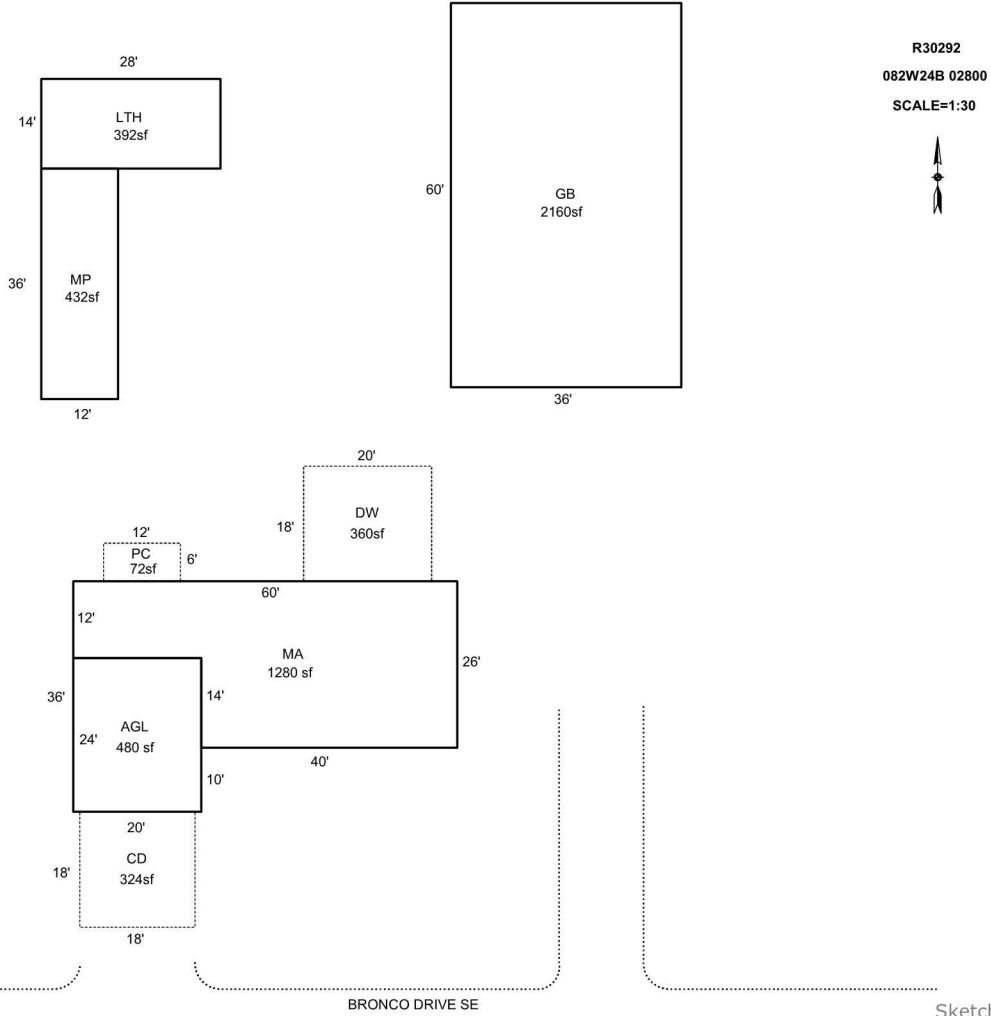 R30292
082W24B 02800
SCALE=1:30
28'
14'
LTH
392sf
36'
MP
432sf
12'
60'
GB
2160sf
36'
20'
18'
DW
360sf
12'
PC
72sf
6'
60'
12'
MA
1280 sf
26'
36'
14'
AGL
480 sf
24'
40'
10'
20'
CD
324sf
18'
18'
BRONCO DRIVE SE
Sketch